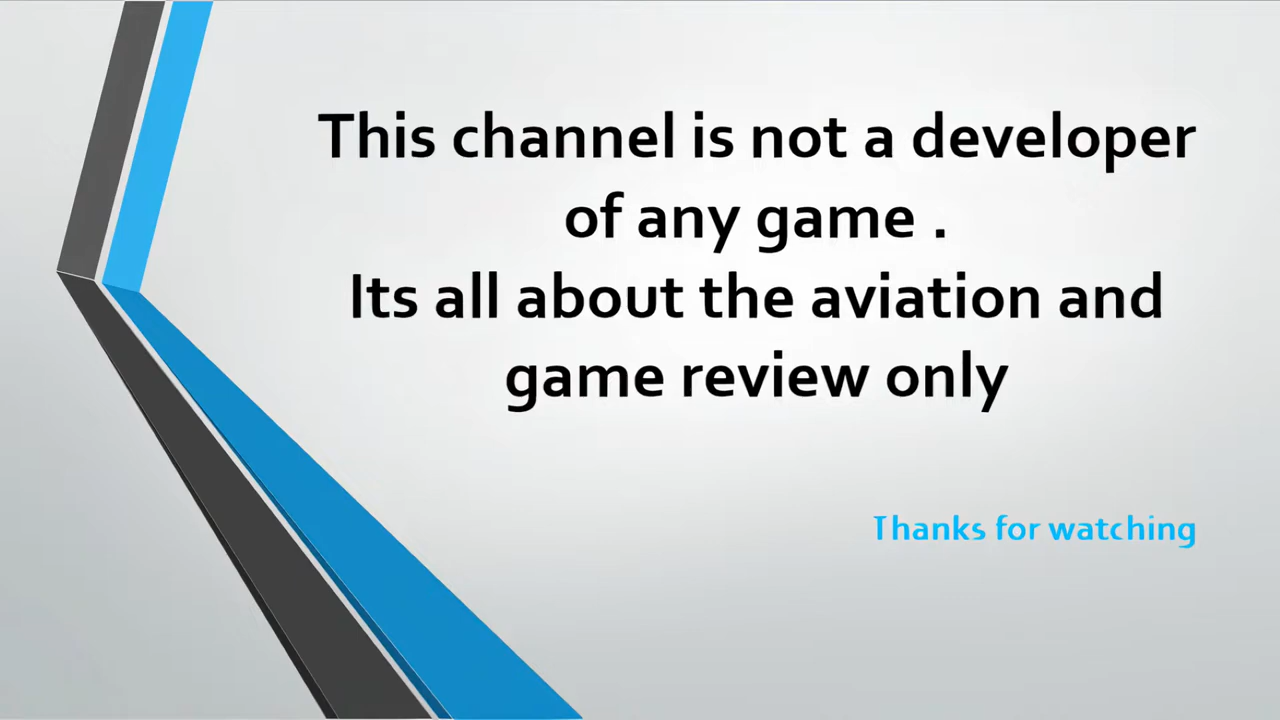 This channel is not a developer
of any game .
Its all about the aviation and
game review only
Thanks for watching